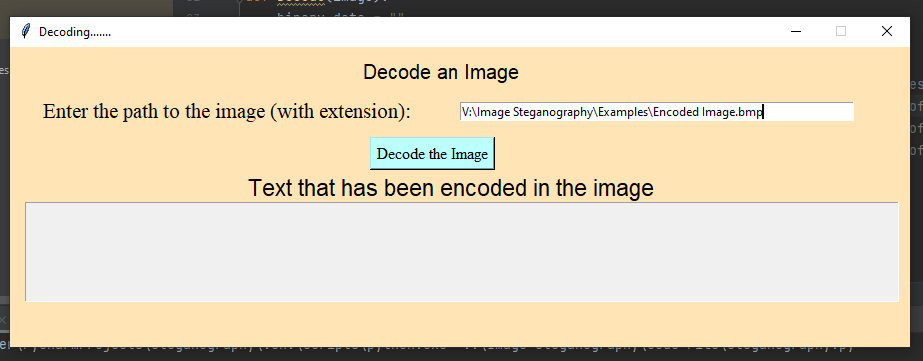 Decoding.......
Decode an Image
Enter the path to the image (with extension):
V:\Image Steganography\Examples\Encoded Image.bmp
Decode the Image
Text that has been encoded in the image